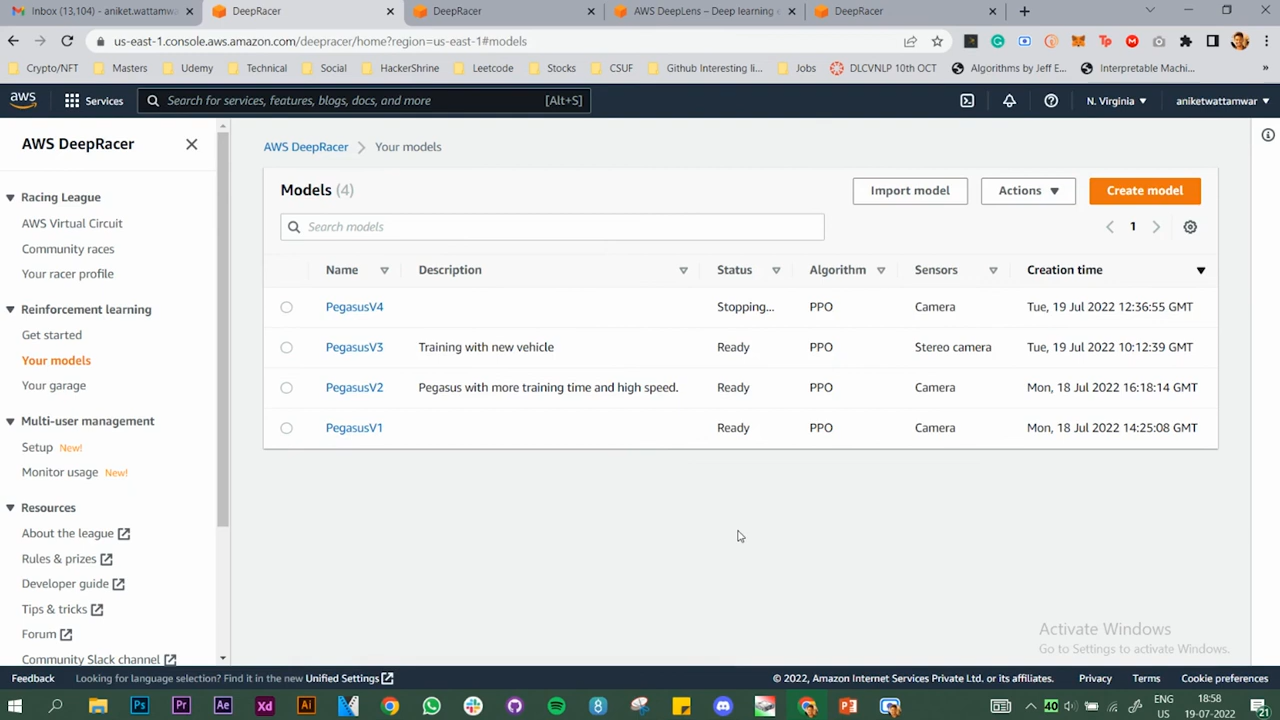 Inbox (13,104) - aniket.wattamwa
DeepRacer
DeepRacer
AWS DeepLens – Deep learning
DeepRacer
us-east-1.console.aws.amazon.com/deepracer/home?region=us-east-1#models
Crypto/NFT
Masters
Udemy
Technical
Social
HackerShrine
Leetcode
Stocks
CSUF
Github Interesting li...
Jobs
DLCVNLP 10th OCT
Algorithms by Jeff E...
Interpretable Machi...
»
aws
Services
Search for services, features, blogs, docs, and more [Alt+S]
N. Virginia
aniketwattamwar
AWS DeepRacer
Racing League
AWS Virtual Circuit
Community races
Your racer profile
Reinforcement learning
Get started
Your models
Your garage
Multi-user management
Setup New!
Monitor usage New!
Resources
About the league
Rules & prizes
Developer guide
Tips & tricks
Forum
Community Slack channel
AWS DeepRacer > Your models
Models (4)
Import model
Actions
Create model
Search models
1
Name Description Status Algorithm Sensors Creation time
PegasusV4 Stopping... PPO Camera Tue, 19 Jul 2022 12:36:55 GMT
PegasusV3 Training with new vehicle Ready PPO Stereo camera Tue, 19 Jul 2022 10:12:39 GMT
PegasusV2 Pegasus with more training time and high speed. Ready PPO Camera Mon, 18 Jul 2022 16:18:14 GMT
PegasusV1 Ready PPO Camera Mon, 18 Jul 2022 14:25:08 GMT
Activate Windows
Go to Settings to activate Windows.
Feedback
Looking for language selection? Find it in the new Unified Settings
© 2022, Amazon Internet Services Private Ltd. or its affiliates.
Privacy
Terms
Cookie preferences
Ps
Pr
Ae
Xd
Ai
40
ENG
US
18:58
19-07-2022
21